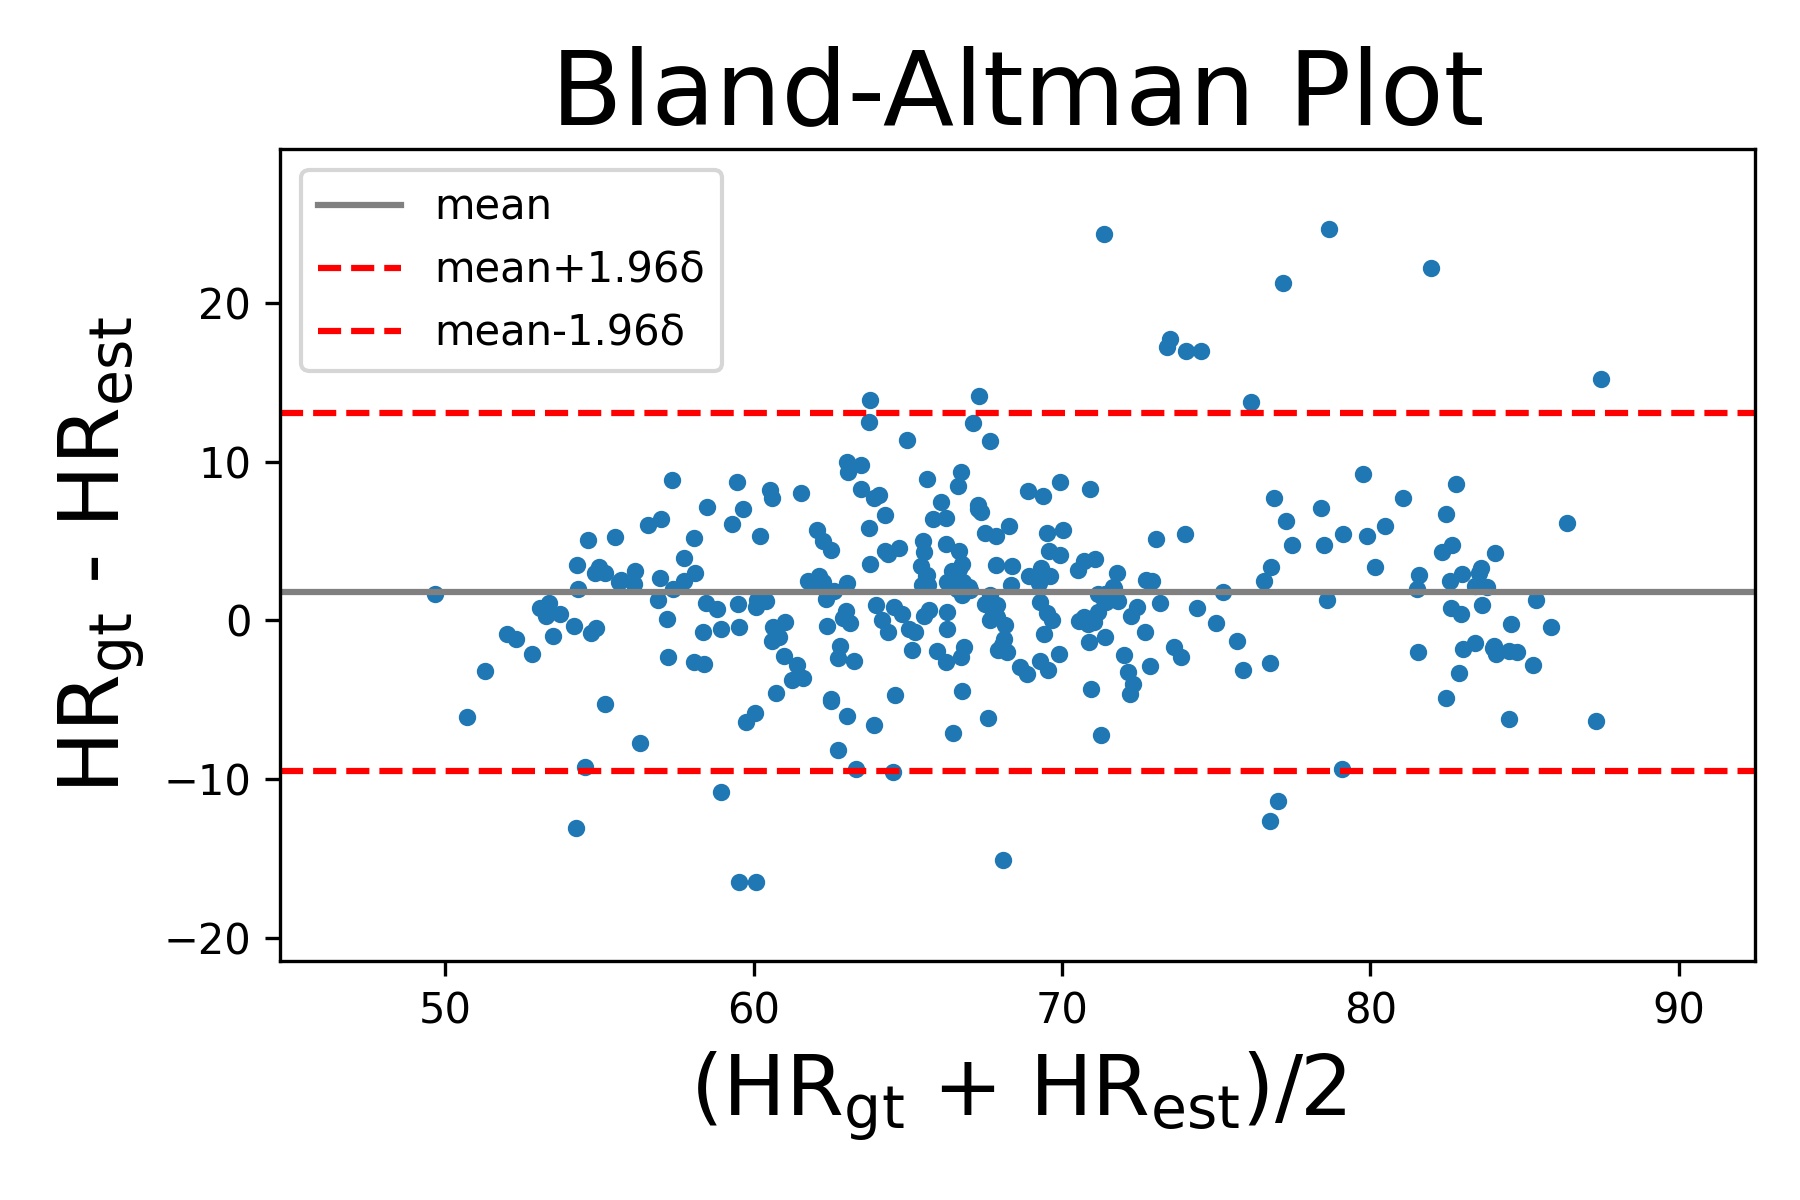 Bland-Altman Plot
mean
mean+1.96δ
mean-1.96δ
HRgt - HRest
20
10
0
−10
−20
50 60 70 80 90
(HRgt + HRest)/2